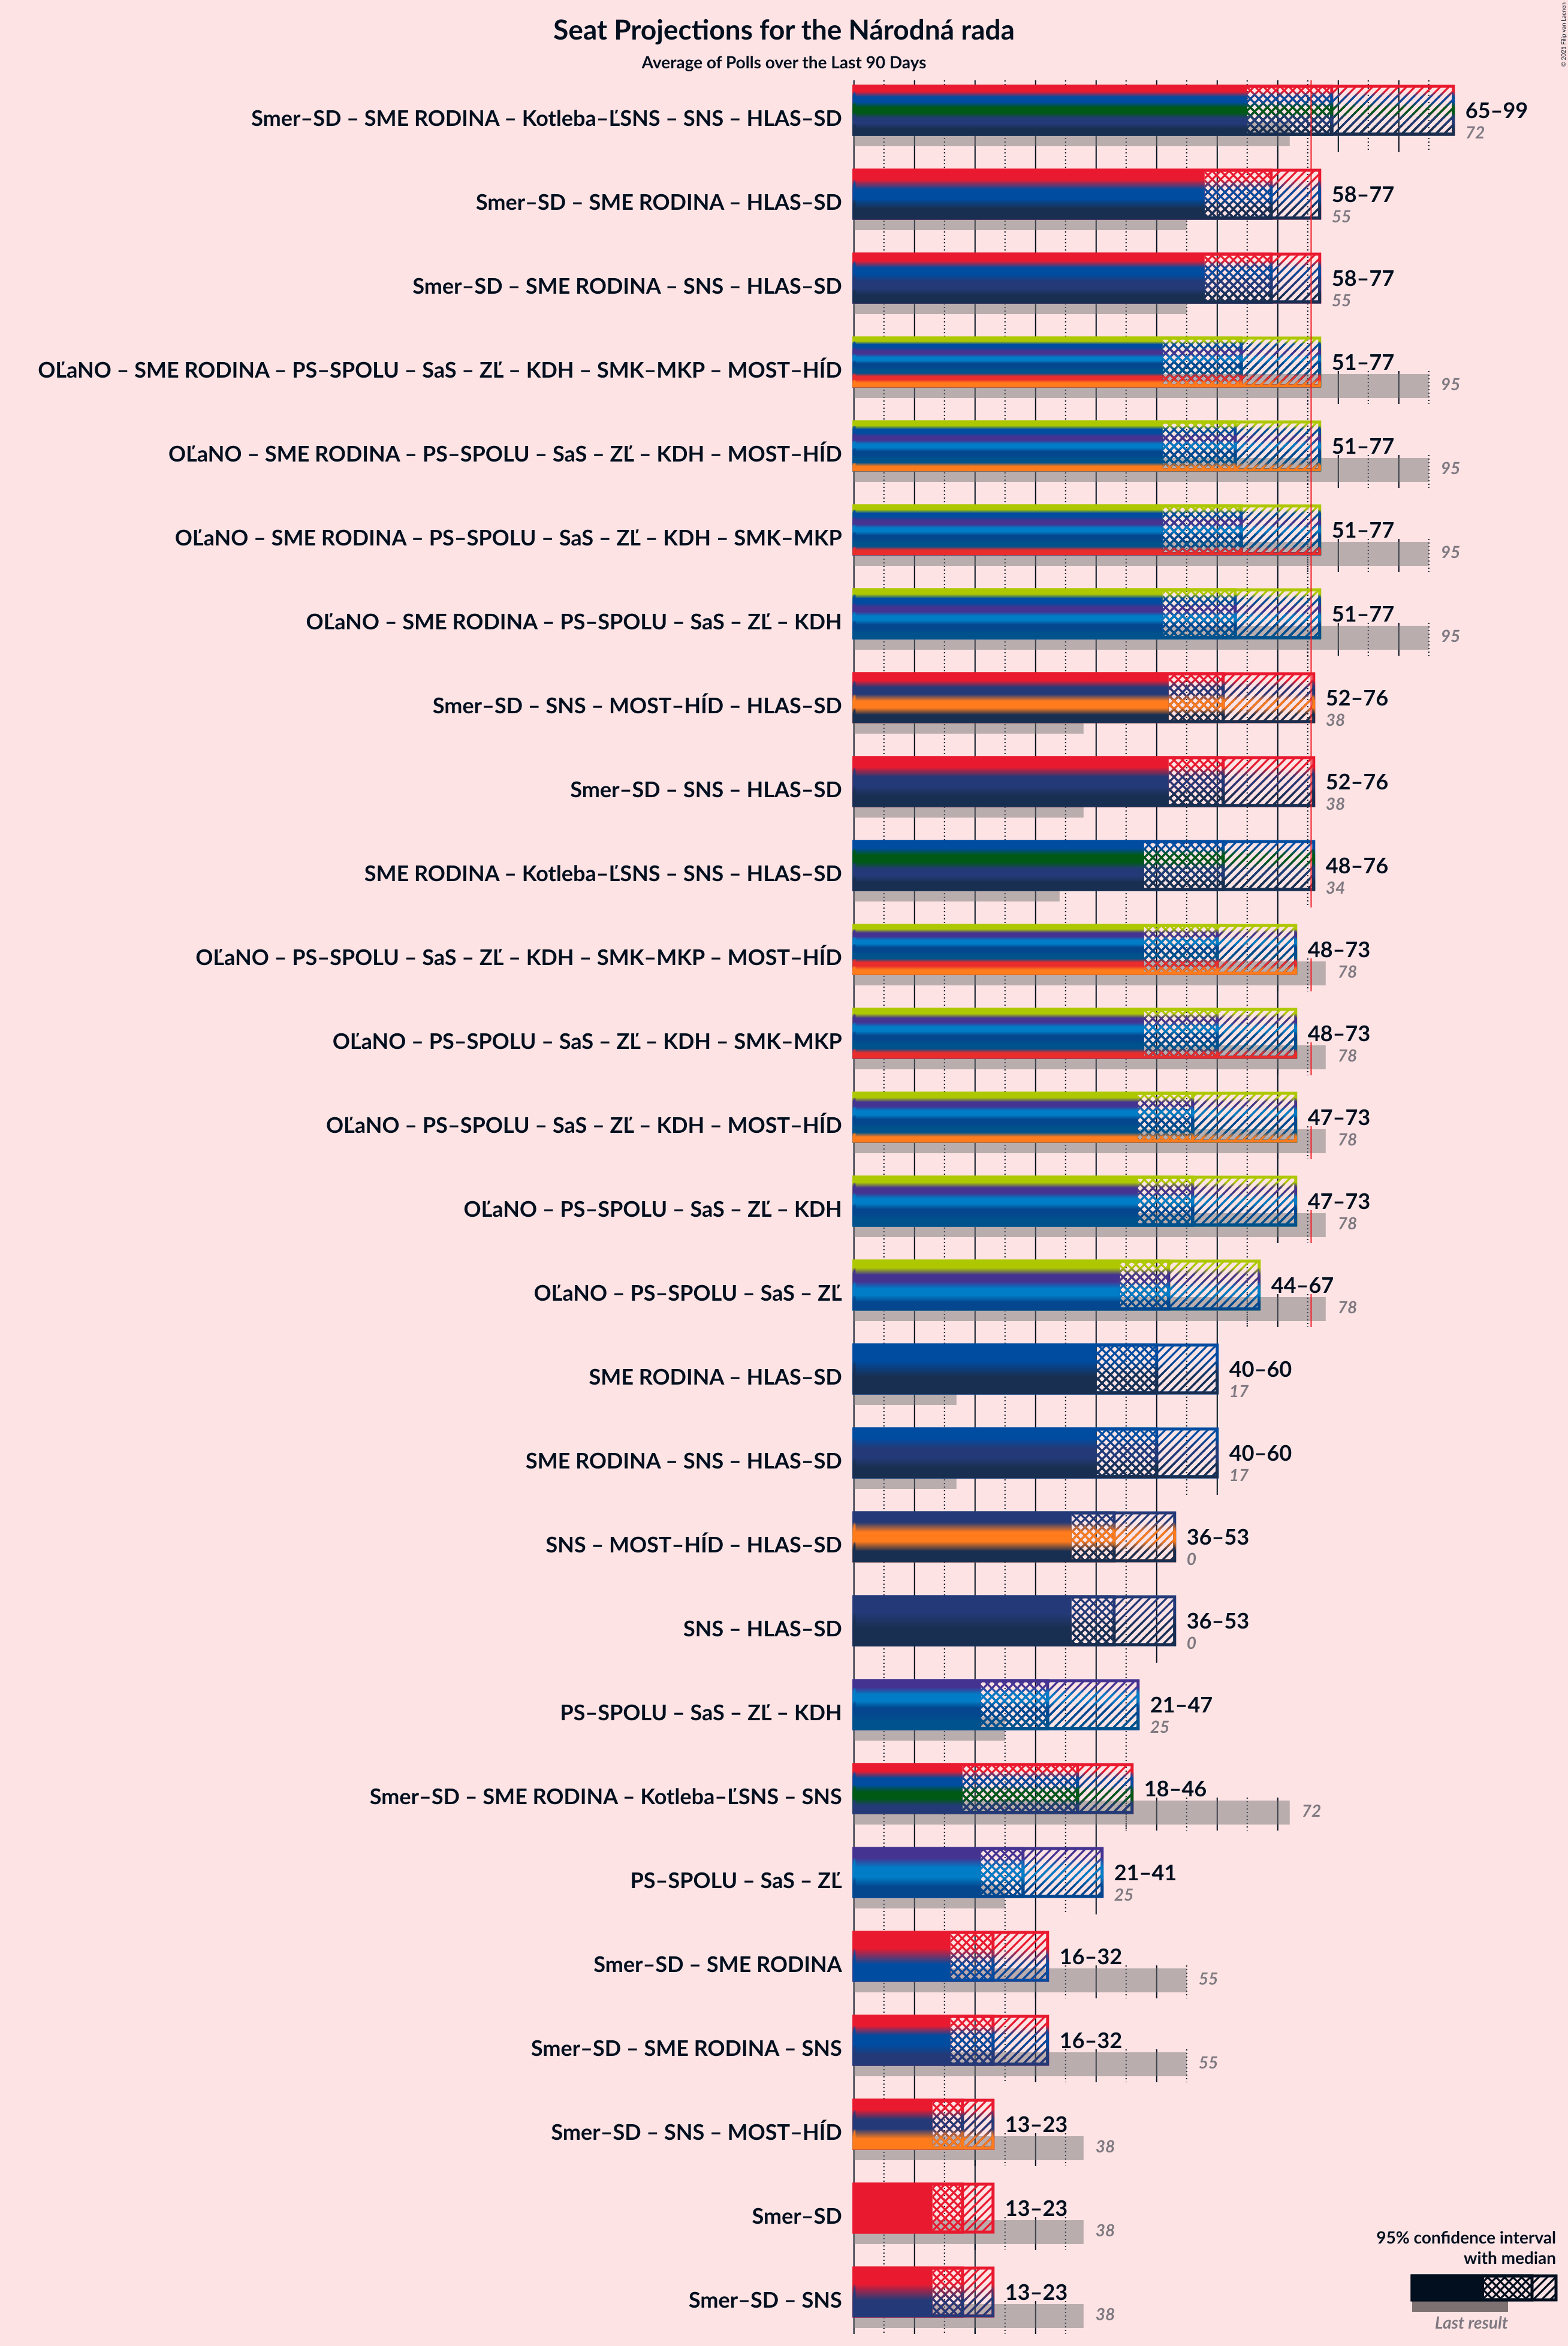 Seat Projections for the Národná rada
Average of Polls over the Last 90 Days
© 2021 Filip van Laenen
Smer–SD – SME RODINA – Kotleba–ĽSNS – SNS – HLAS–SD
65–99
72
Smer–SD – SME RODINA – HLAS–SD
58–77
55
Smer–SD – SME RODINA – SNS – HLAS–SD
58–77
55
OĽaNO – SME RODINA – PS–SPOLU – SaS – ZĽ – KDH – SMK–MKP – MOST–HÍD
51–77
95
OĽaNO – SME RODINA – PS–SPOLU – SaS – ZĽ – KDH – MOST–HÍD
51–77
95
OĽaNO – SME RODINA – PS–SPOLU – SaS – ZĽ – KDH – SMK–MKP
51–77
95
OĽaNO – SME RODINA – PS–SPOLU – SaS – ZĽ – KDH
51–77
95
Smer–SD – SNS – MOST–HÍD – HLAS–SD
52–76
38
Smer–SD – SNS – HLAS–SD
52–76
38
SME RODINA – Kotleba–ĽSNS – SNS – HLAS–SD
48–76
34
OĽaNO – PS–SPOLU – SaS – ZĽ – KDH – SMK–MKP – MOST–HÍD
48–73
78
OĽaNO – PS–SPOLU – SaS – ZĽ – KDH – SMK–MKP
48–73
78
OĽaNO – PS–SPOLU – SaS – ZĽ – KDH – MOST–HÍD
47–73
78
OĽaNO – PS–SPOLU – SaS – ZĽ – KDH
47–73
78
OĽaNO – PS–SPOLU – SaS – ZĽ
44–67
78
SME RODINA – HLAS–SD
40–60
17
SME RODINA – SNS – HLAS–SD
40–60
17
SNS – MOST–HÍD – HLAS–SD
36–53
0
SNS – HLAS–SD
36–53
0
PS–SPOLU – SaS – ZĽ – KDH
21–47
25
Smer–SD – SME RODINA – Kotleba–ĽSNS – SNS
18–46
72
PS–SPOLU – SaS – ZĽ
21–41
25
Smer–SD – SME RODINA
16–32
55
Smer–SD – SME RODINA – SNS
16–32
55
Smer–SD – SNS – MOST–HÍD
13–23
38
Smer–SD
13–23
38
Smer–SD – SNS
13–23
38
95% confidence interval
with median
Last result